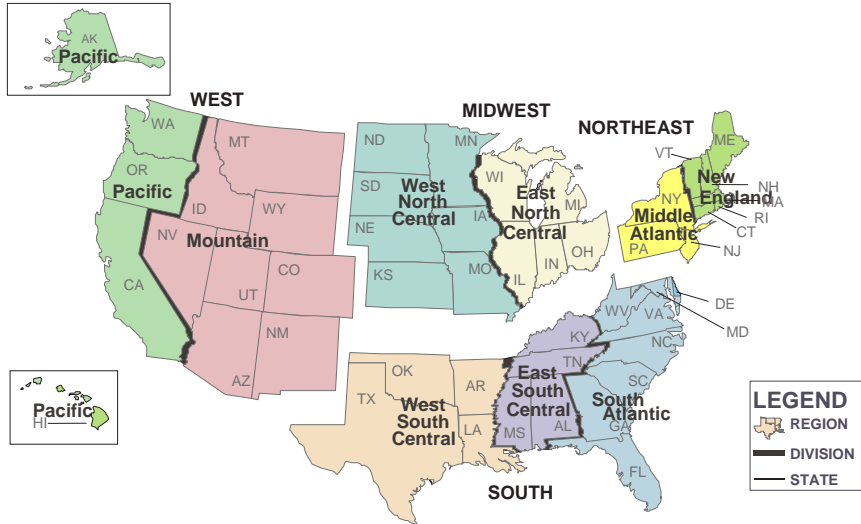 AK
Pacific
WEST
MIDWEST
NORTHEAST
WA
MT
ND
MN
VT
ME
OR
ID
WY
SD
WI
MI
NY
New
England
NH
MA
RI
CT
NJ
Pacific
Mountain
West
North
Central
East
North
Central
Middle
Atlantic
PA
NV
NE
IA
CA
UT
CO
KS
MO
IL
IN
OH
AZ
NM
WV
VA
DE
MD
OK
AR
KY
TN
NC
SC
TX
West
South
Central
LA
East
South
Central
MS
AL
South
Atlantic
GA
FL
SOUTH
Pacific
HI
LEGEND
REGION
DIVISION
STATE